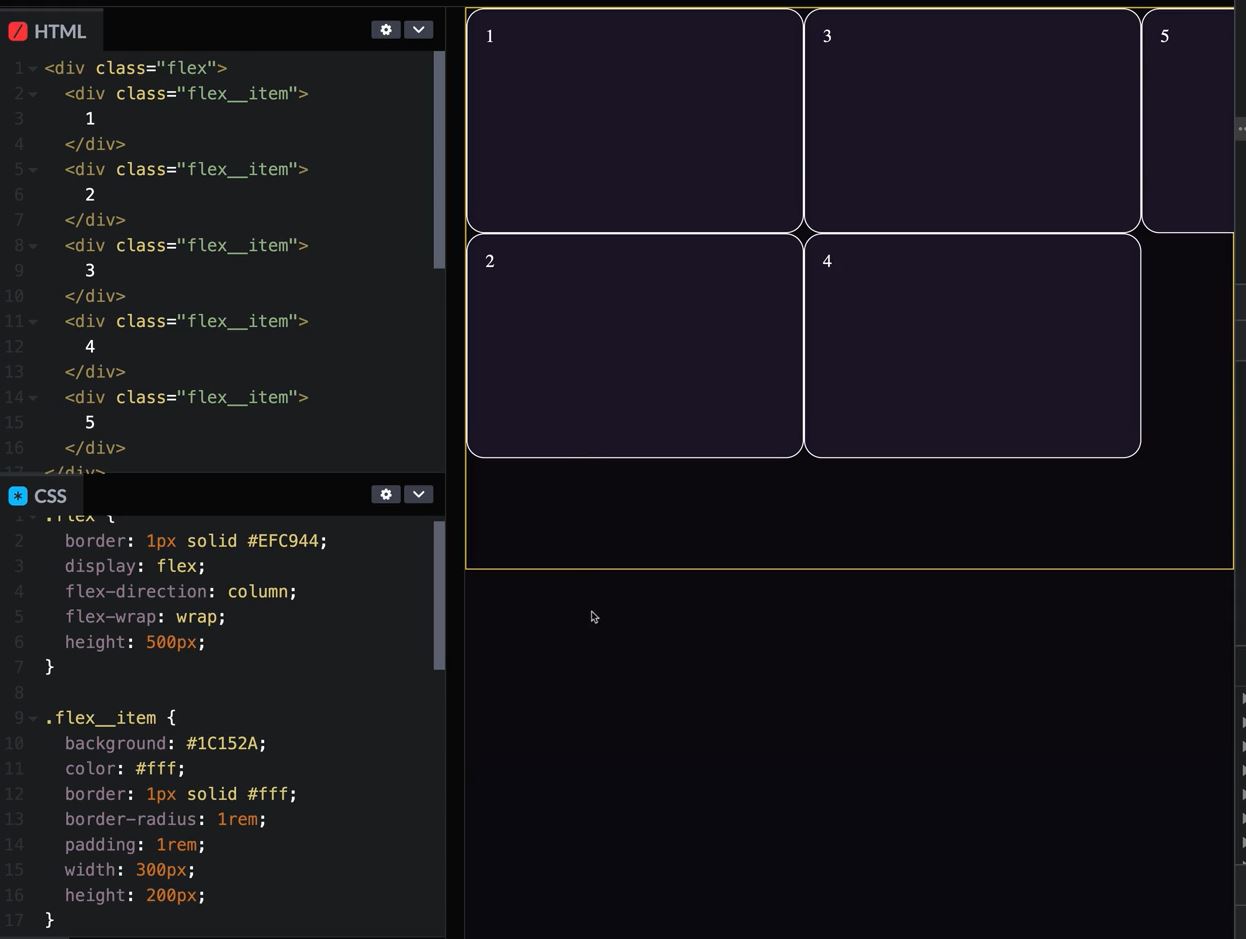 HTML
1 <div class="flex">
2 <div class="flex__item">
3 1
4 </div>
5 <div class="flex__item">
6 2
7 </div>
8 <div class="flex__item">
9 3
10 </div>
11 <div class="flex__item">
12 4
13 </div>
14 <div class="flex__item">
15 5
16 </div>
17 </div>
CSS
1 .flex {
2 border: 1px solid #EFC944;
3 display: flex;
4 flex-direction: column;
5 flex-wrap: wrap;
6 height: 500px;
7 }
8
9 .flex__item {
10 background: #1C152A;
11 color: #fff;
12 border: 1px solid #fff;
13 border-radius: 1rem;
14 padding: 1rem;
15 width: 300px;
16 height: 200px;
17 }
1 3 5
2 4